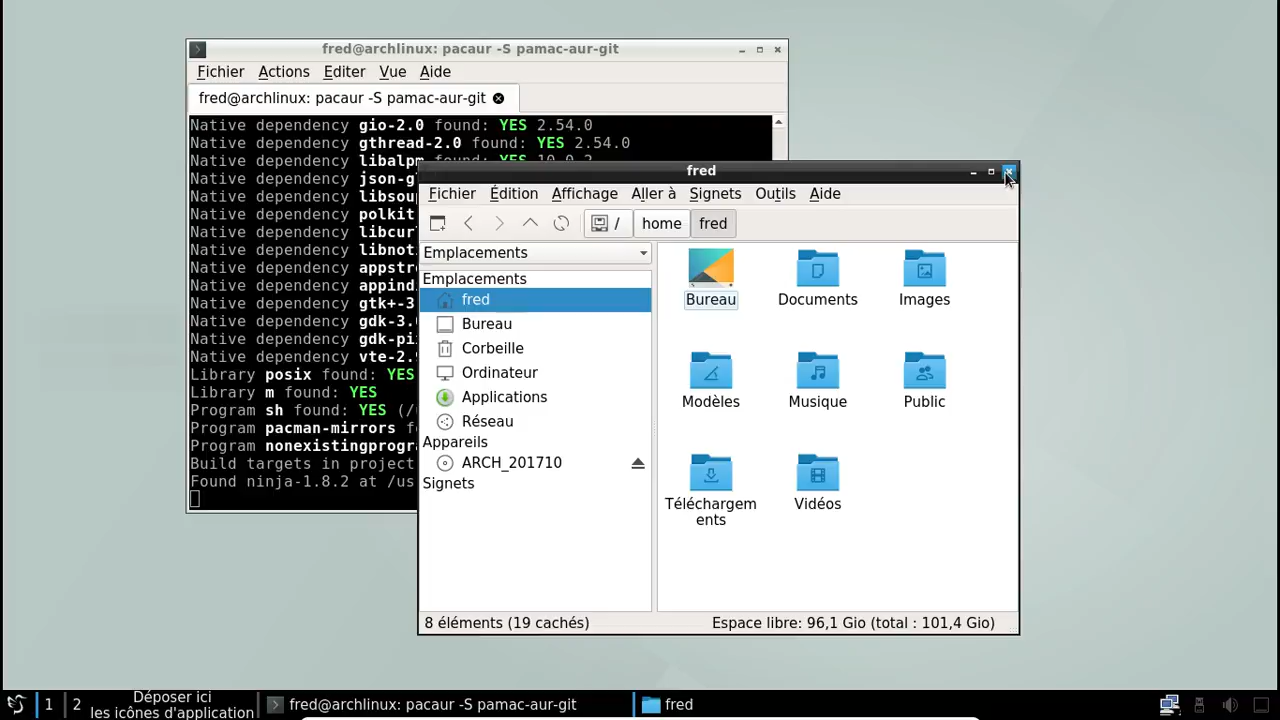 fred@archlinux: pacaur -S pamac-aur-git
Fichier Actions Editer Vue Aide
fred@archlinux: pacaur -S pamac-aur-git
Native dependency gio-2.0 found: YES 2.54.0
Native dependency gthread-2.0 found: YES 2.54.0
Native dependency libalpm found: YES 10.0.2
Native dependency
Native dependency
Native dependency polkit
Native dependency
Native dependency
Native dependency
Native dependency
Native dependency
Native dependency
Native dependency
Native dependency
Library posix found: YES
Library m found: YES
Program sh found: YES
Program pacman-mirrors
Program
Build targets in project
Found ninja-1.8.2 at
fred
Fichier Édition Affichage Aller à Signets Outils Aide
/ home fred
Emplacements
Emplacements
fred
Bureau
Corbeille
Ordinateur
Applications
Réseau
Appareils
ARCH_201710
Signets
Bureau Documents Images
Modèles Musique Public
Téléchargem Vidéos
ents
8 éléments (19 cachés) Espace libre: 96,1 Gio (total : 101,4 Gio)
1 2 Déposer ici
les icônes d'application
fred@archlinux: pacaur -S pamac-aur-git fred